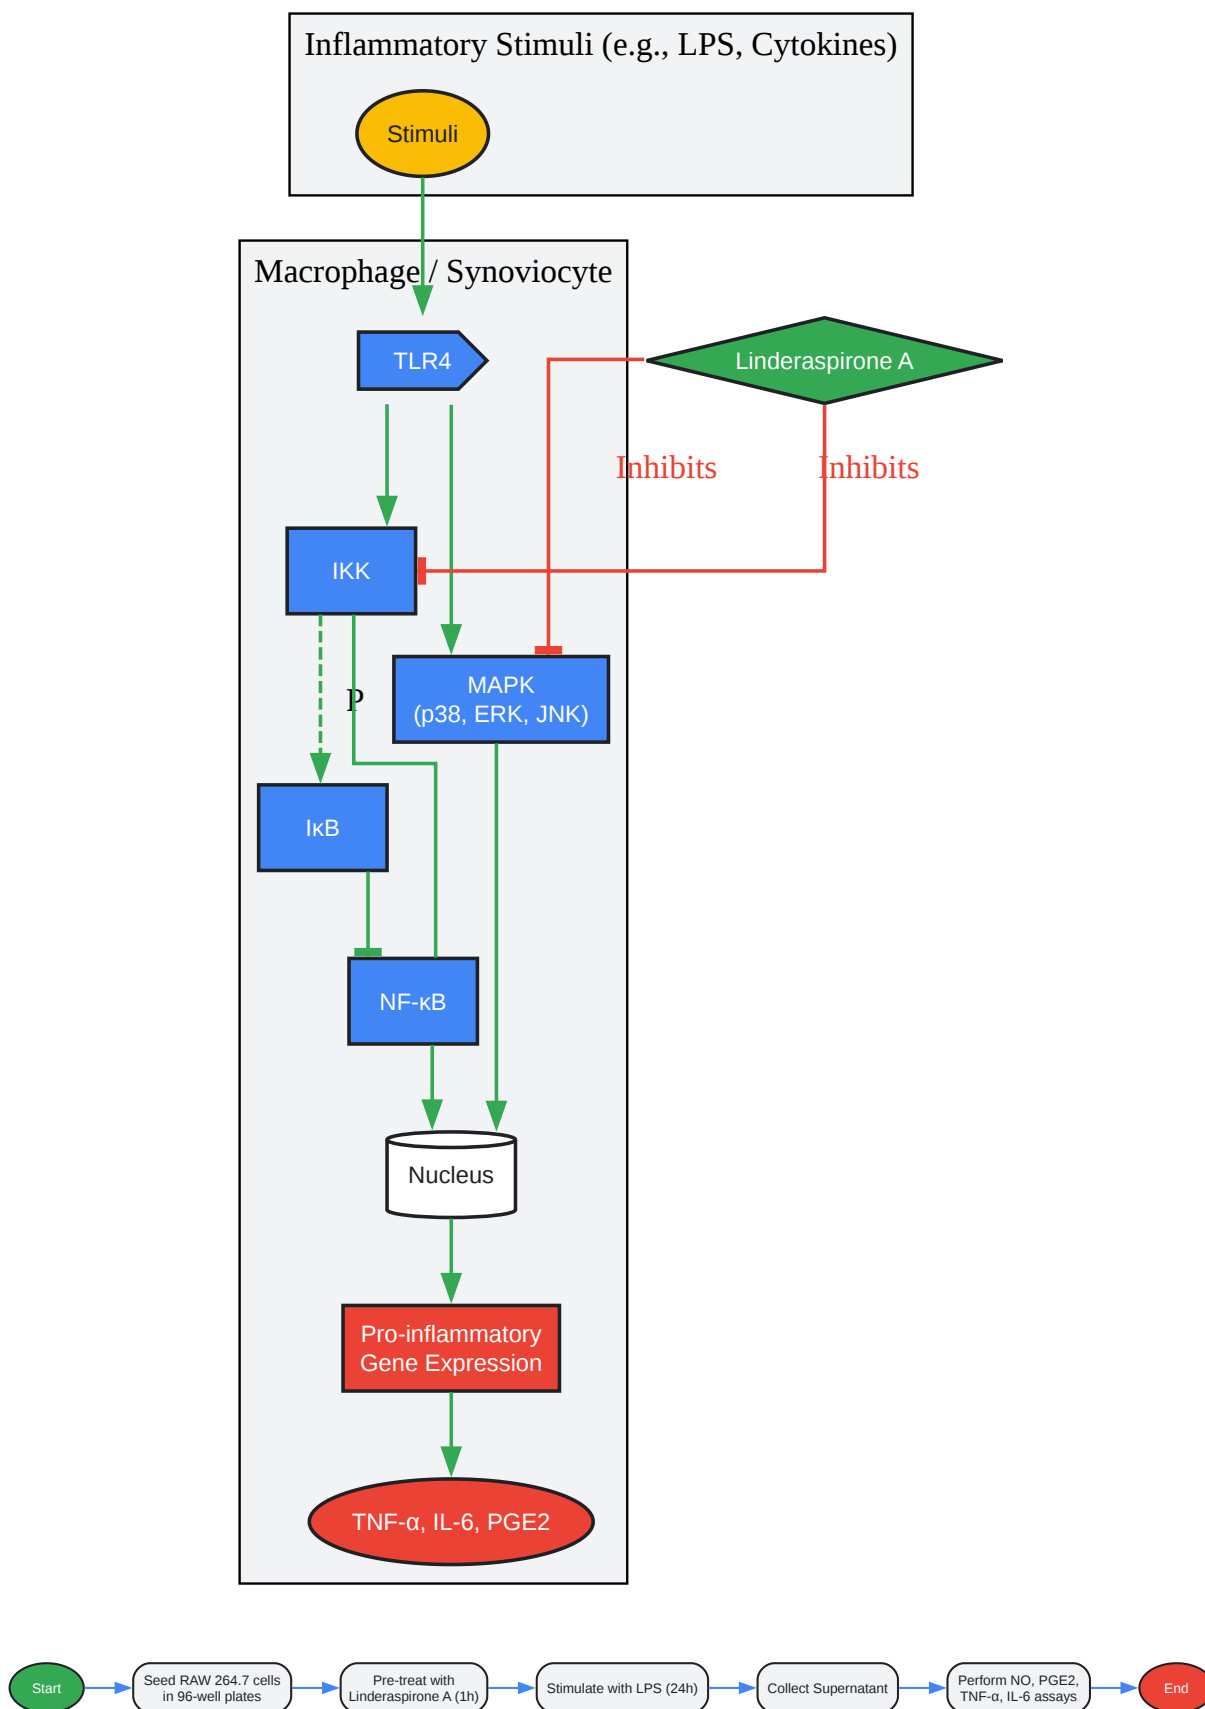 Inflammatory Stimuli (e.g., LPS, Cytokines)
Stimuli
Macrophage / Synoviocyte
TLR4
Linderaspirone A
Inhibits
Inhibits
IKK
P
MAPK
(p38, ERK, JNK)
IκB
NF-κB
Nucleus
Pro-inflammatory
Gene Expression
TNF-α, IL-6, PGE2
Start
Seed RAW 264.7 cells
in 96-well plates
Pre-treat with
Linderaspirone A (1h)
Stimulate with LPS (24h)
Collect Supernatant
Perform NO, PGE2,
TNF-α, IL-6 assays
End